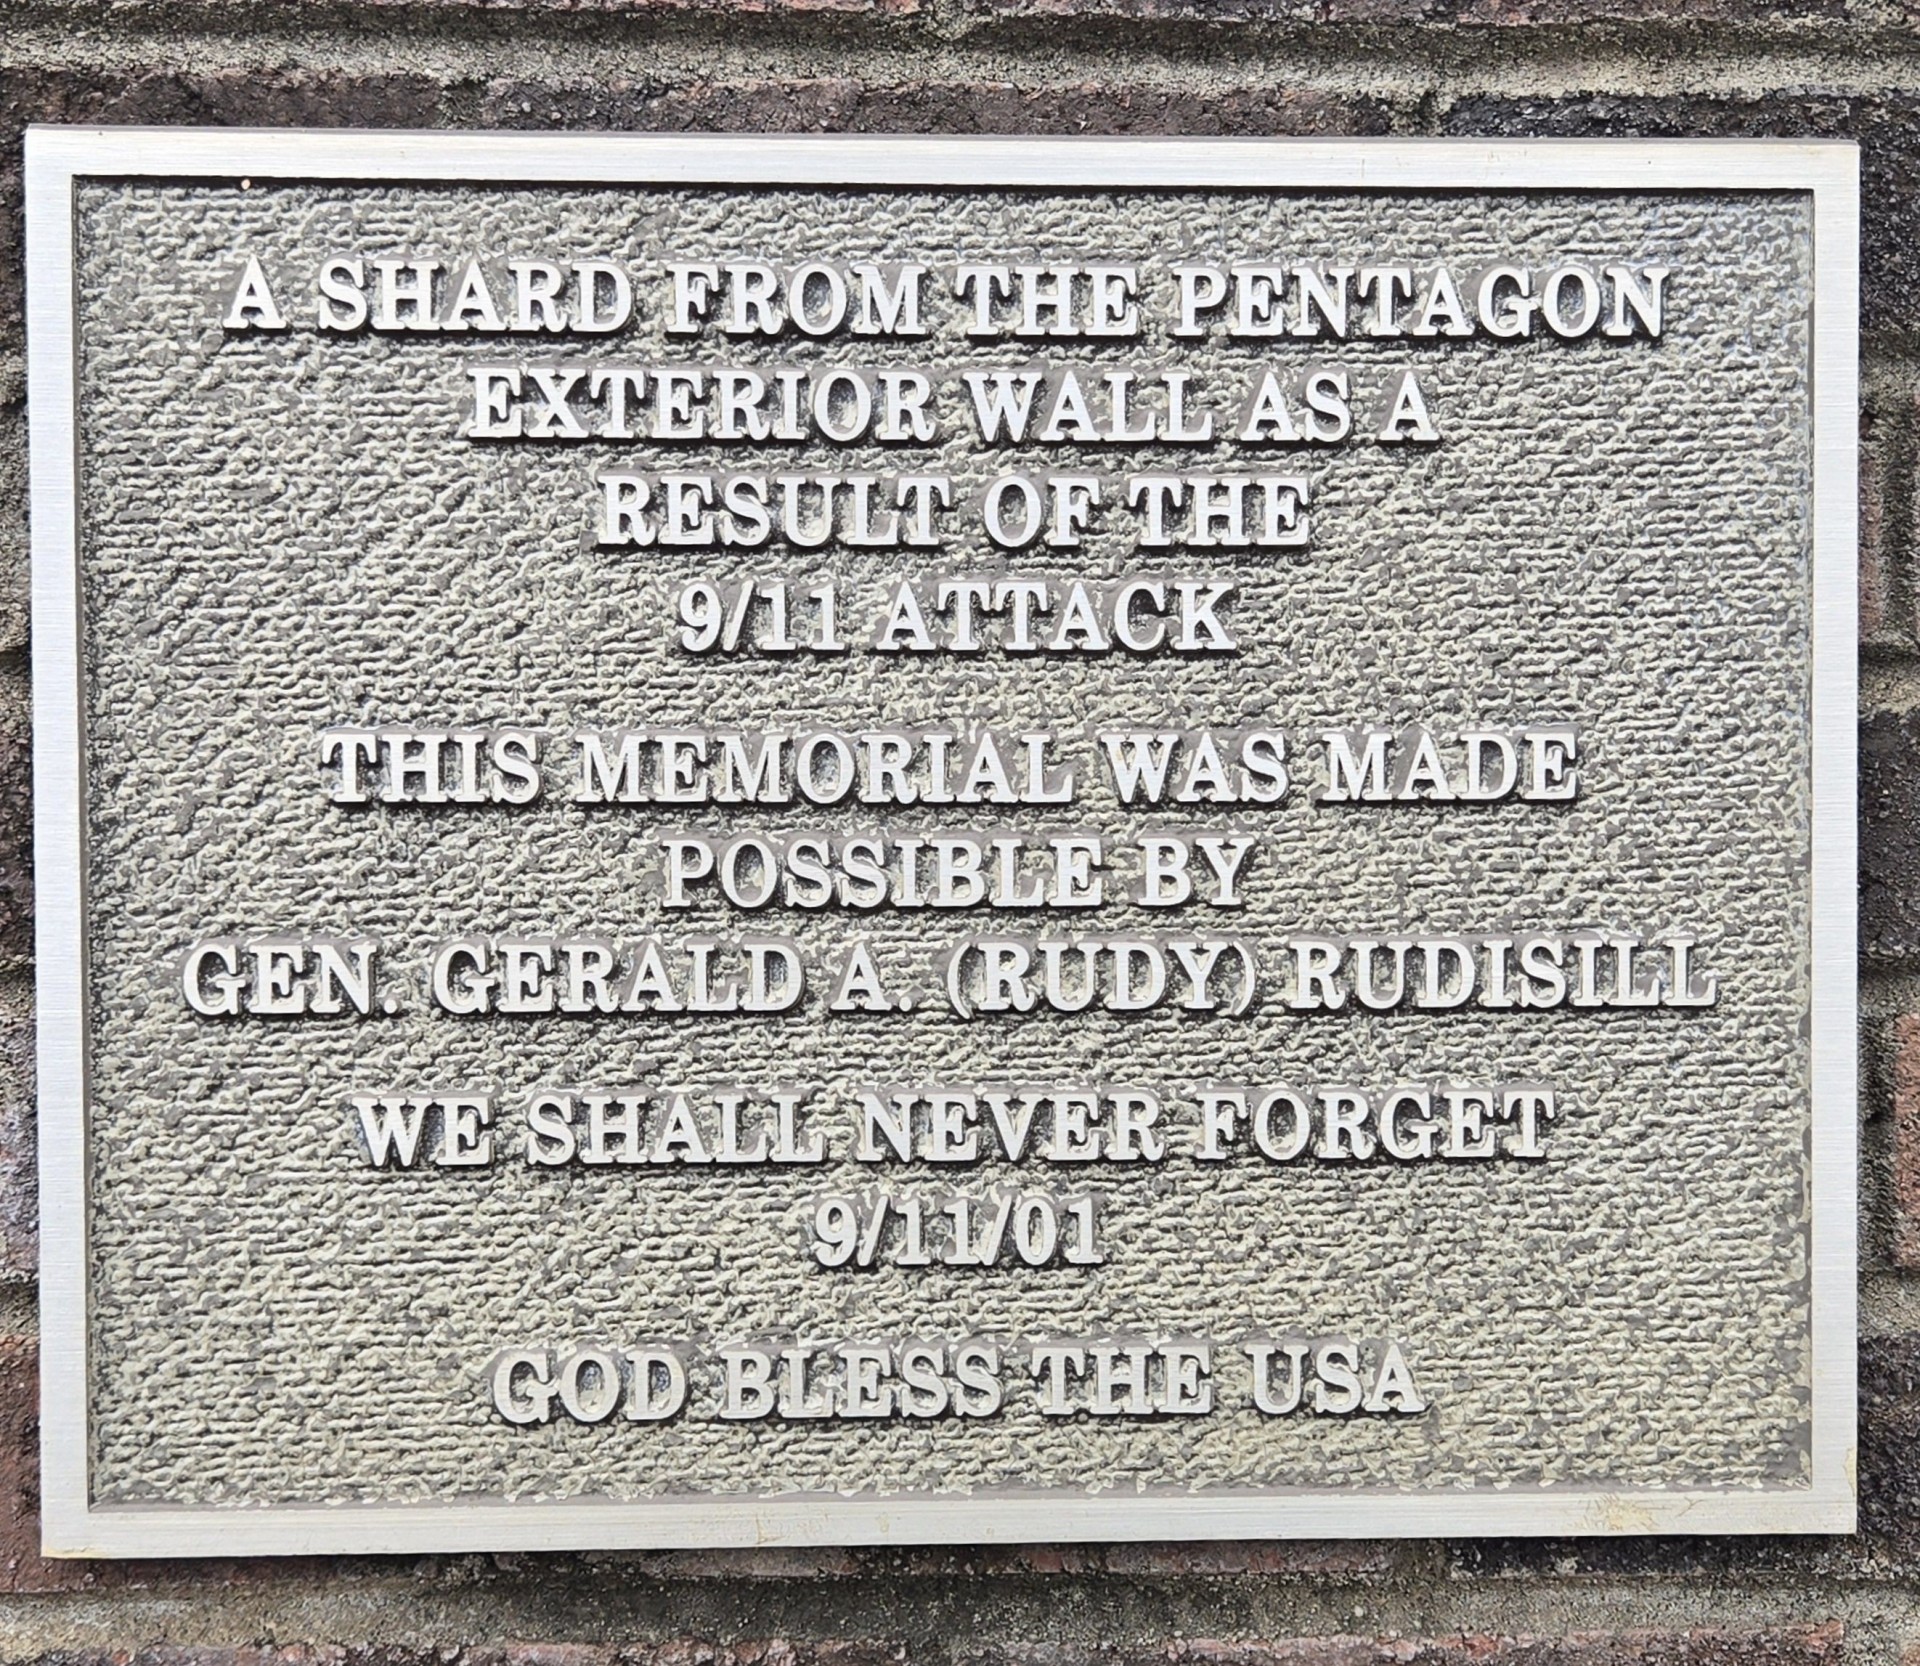 A SHARD FROM THE PENTAGON
EXTERIOR WALL AS A
RESULT OF THE
9/11 ATTACK
THIS MEMORIAL WAS MADE
POSSIBLE BY
GEN. GERALD A. (RUDY) RUDISILL
WE SHALL NEVER FORGET
9/11/01
GOD BLESS THE USA